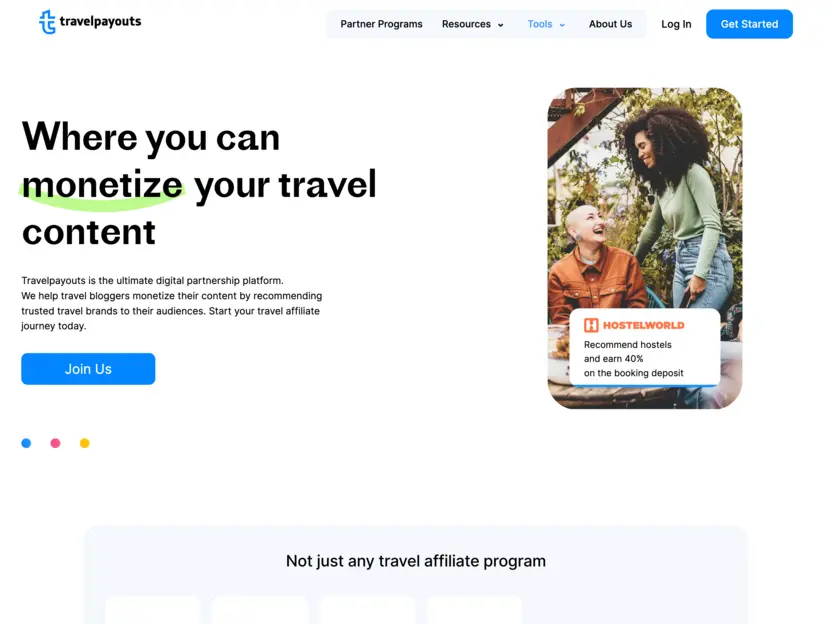 travelpayouts
Partner Programs
Resources
Tools
About Us
Log In
Get Started
Where you can
monetize your travel
content
Travelpayouts is the ultimate digital partnership platform.
We help travel bloggers monetize their content by recommending
trusted travel brands to their audiences. Start your travel affiliate
journey today.
Join Us
HOSTELWORLD
Recommend hostels
and earn 40%
on the booking deposit
Not just any travel affiliate program